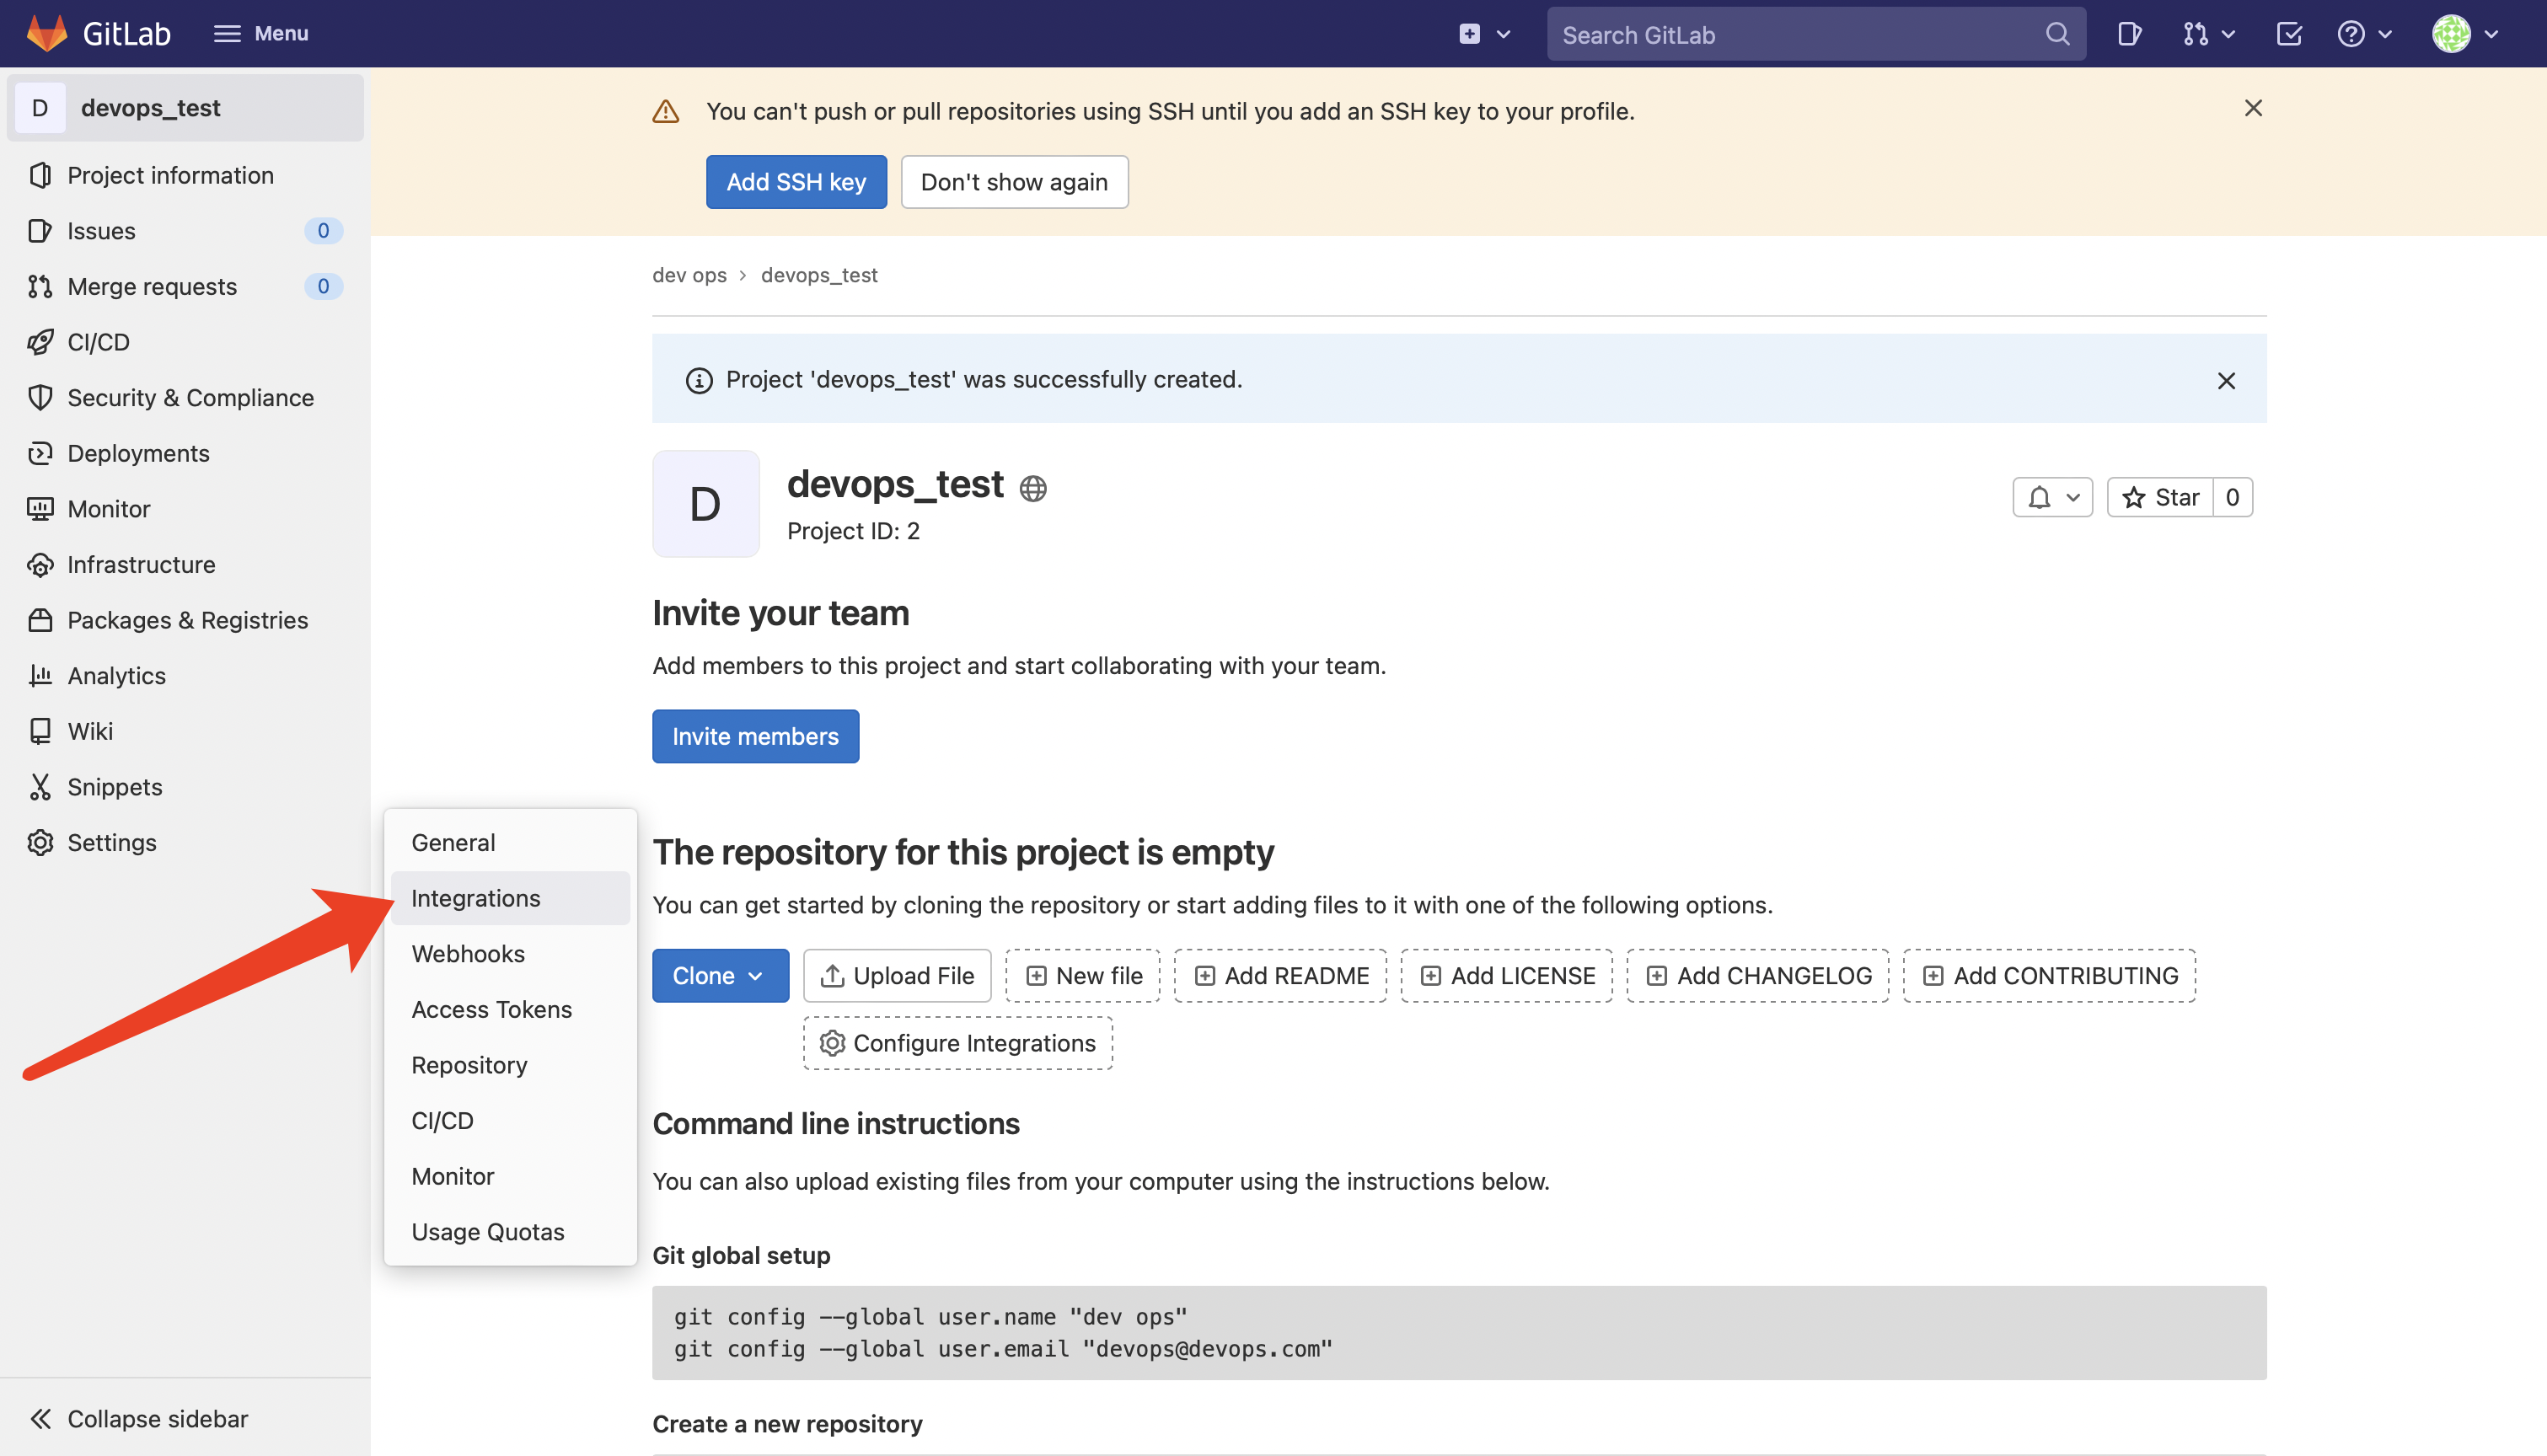 GitLab
Menu
Search GitLab
D devops_test
Project information
Issues 0
Merge requests 0
CI/CD
Security & Compliance
Deployments
Monitor
Infrastructure
Packages & Registries
Analytics
Wiki
Snippets
Settings
Collapse sidebar
General
Integrations
Webhooks
Access Tokens
Repository
CI/CD
Monitor
Usage Quotas
You can't push or pull repositories using SSH until you add an SSH key to your profile.
Add SSH key Don't show again
dev ops › devops_test
Project 'devops_test' was successfully created.
D
devops_test
Project ID: 2
Star 0
Invite your team
Add members to this project and start collaborating with your team.
Invite members
The repository for this project is empty
You can get started by cloning the repository or start adding files to it with one of the following options.
Clone Upload File New file Add README Add LICENSE Add CHANGELOG Add CONTRIBUTING
Configure Integrations
Command line instructions
You can also upload existing files from your computer using the instructions below.
Git global setup
git config --global user.name "dev ops"
git config --global user.email "devops@devops.com"
Create a new repository